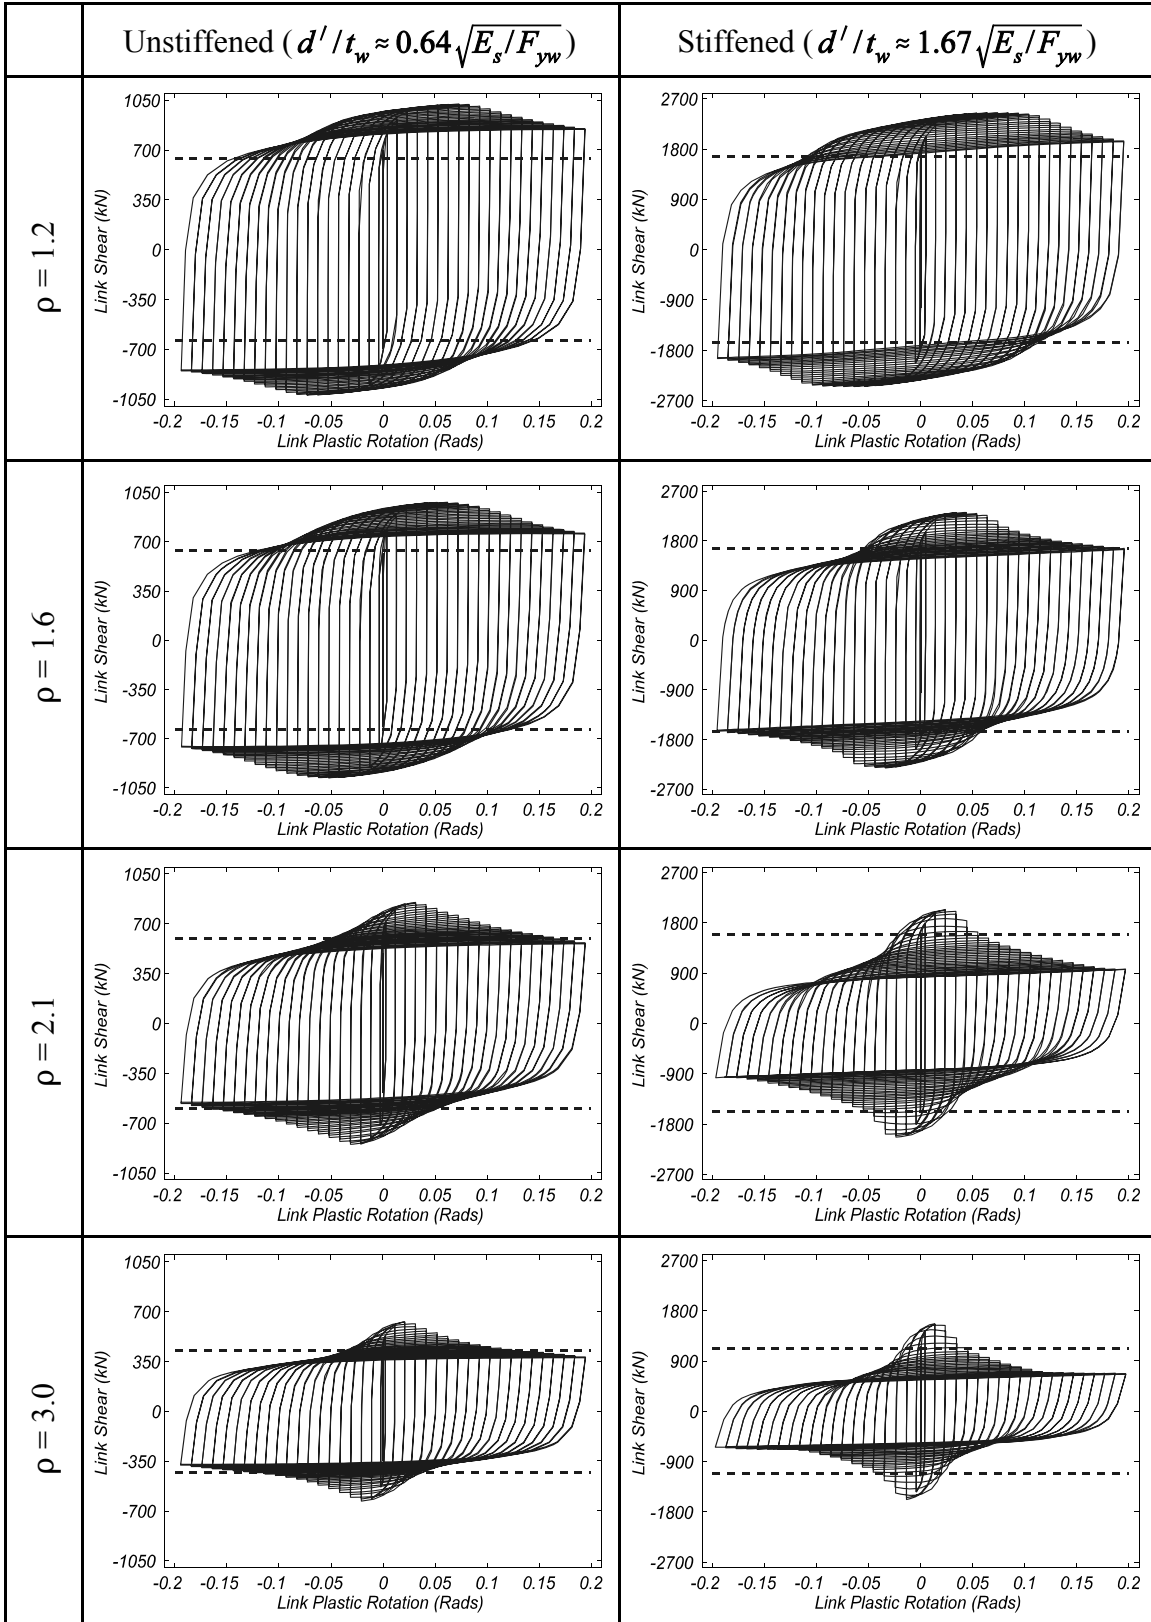 Unstiffened ( d′/t_w ≈ 0.64√E_s/F_yw )
Stiffened ( d′/t_w ≈ 1.67√E_s/F_yw )
ρ = 1.2
1050
700
350
0
-350
-700
-1050
Link Shear (kN)
-0.2 -0.15 -0.1 -0.05 0 0.05 0.1 0.15 0.2
Link Plastic Rotation (Rads)
2700
1800
900
0
-900
-1800
-2700
Link Shear (kN)
-0.2 -0.15 -0.1 -0.05 0 0.05 0.1 0.15 0.2
Link Plastic Rotation (Rads)
ρ = 1.6
1050
700
350
0
-350
-700
-1050
Link Shear (kN)
-0.2 -0.15 -0.1 -0.05 0 0.05 0.1 0.15 0.2
Link Plastic Rotation (Rads)
2700
1800
900
0
-900
-1800
-2700
Link Shear (kN)
-0.2 -0.15 -0.1 -0.05 0 0.05 0.1 0.15 0.2
Link Plastic Rotation (Rads)
ρ = 2.1
1050
700
350
0
-350
-700
-1050
Link Shear (kN)
-0.2 -0.15 -0.1 -0.05 0 0.05 0.1 0.15 0.2
Link Plastic Rotation (Rads)
2700
1800
900
0
-900
-1800
-2700
Link Shear (kN)
-0.2 -0.15 -0.1 -0.05 0 0.05 0.1 0.15 0.2
Link Plastic Rotation (Rads)
ρ = 3.0
1050
700
350
0
-350
-700
-1050
Link Shear (kN)
-0.2 -0.15 -0.1 -0.05 0 0.05 0.1 0.15 0.2
Link Plastic Rotation (Rads)
2700
1800
900
0
-900
-1800
-2700
Link Shear (kN)
-0.2 -0.15 -0.1 -0.05 0 0.05 0.1 0.15 0.2
Link Plastic Rotation (Rads)